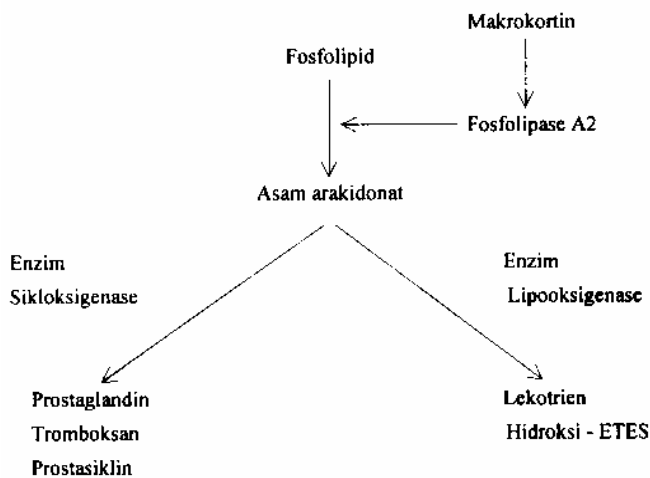 Makrokortin
Fosfolipid
Fosfolipase A2
Asam arakidonat
Enzim
Sikloksigenase
Enzim
Lipooksigenase
Prostaglandin
Tromboksan
Prostasiklin
Lekotrien
Hidroksi - ETES